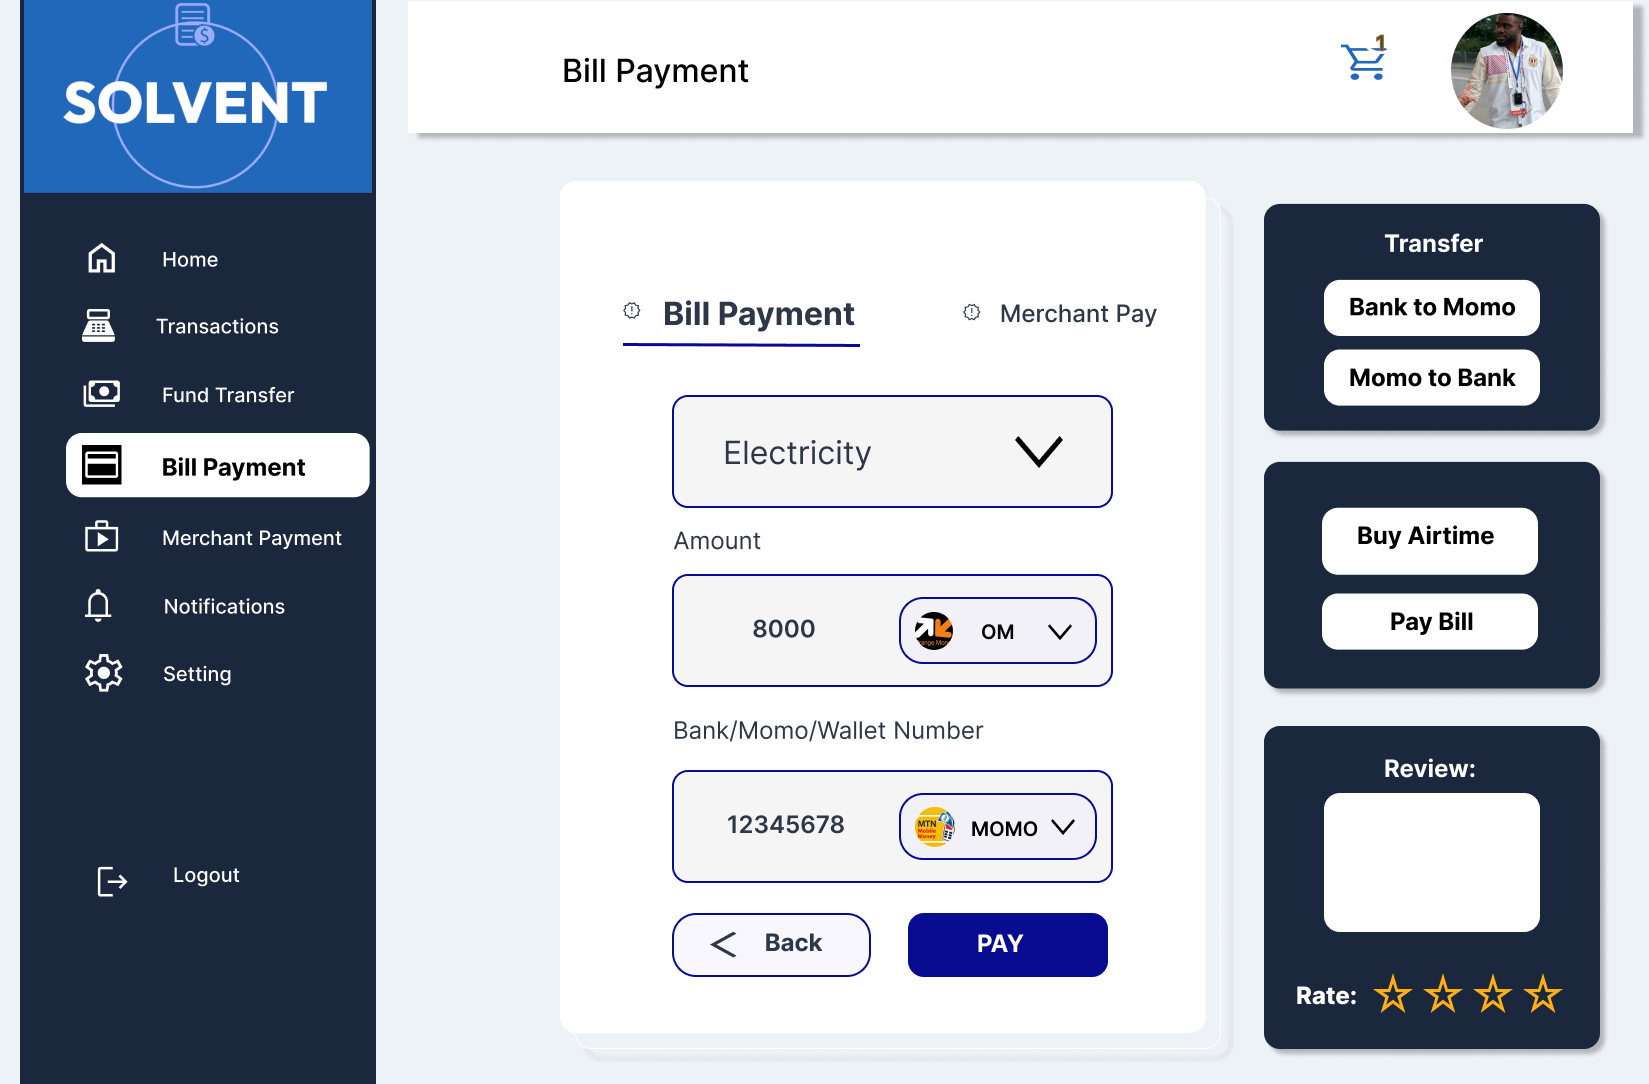 SOLVENT
Home
Transactions
Fund Transfer
Bill Payment
Merchant Payment
Notifications
Setting
Logout
Bill Payment
1
Bill Payment
Merchant Pay
Electricity
Amount
8000
OM
Bank/Momo/Wallet Number
12345678
MTN
Mobile
Money
MOMO
Back
PAY
Transfer
Bank to Momo
Momo to Bank
Buy Airtime
Pay Bill
Review:
Rate: